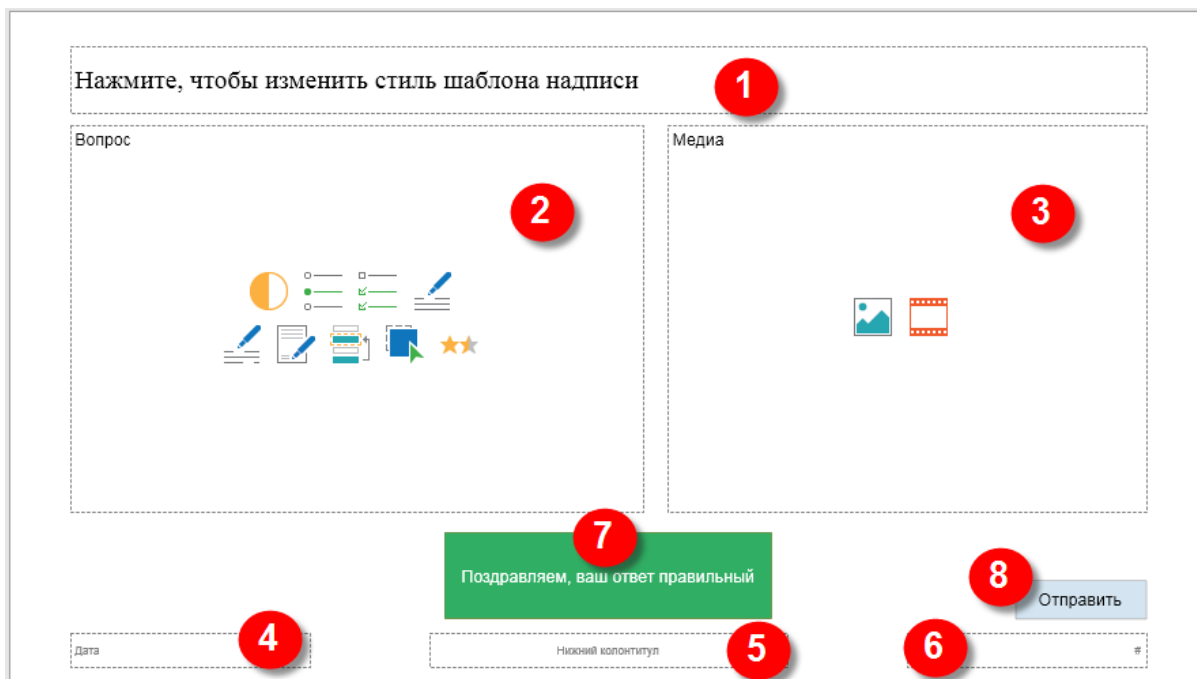 Нажмите, чтобы изменить стиль шаблона надписи
1
Вопрос
Медиа
2
3
7
Поздравляем, ваш ответ правильный
8
Отправить
4
Дата
5
Нижний колонтитул
6
#